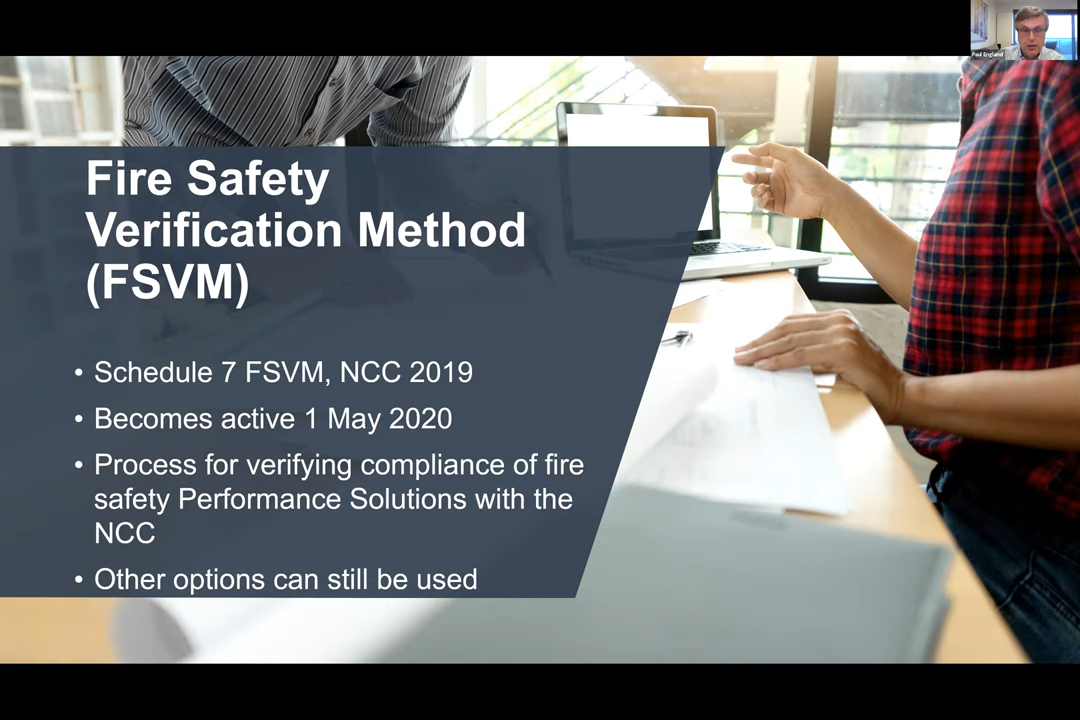 Paul England
Fire Safety
Verification Method
(FSVM)
• Schedule 7 FSVM, NCC 2019
• Becomes active 1 May 2020
• Process for verifying compliance of fire
safety Performance Solutions with the
NCC
• Other options can still be used